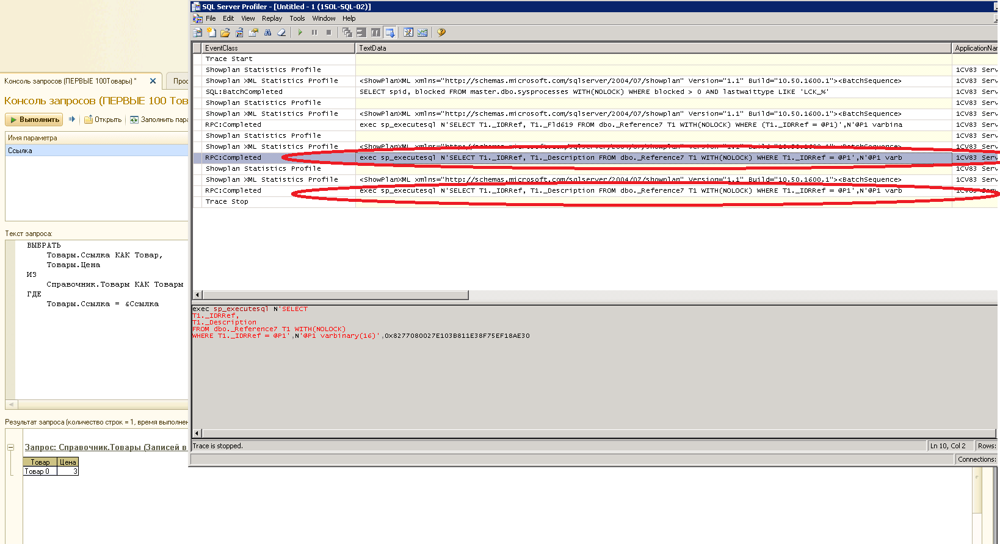 SQL Server Profiler - [Untitled - 1 (1SOL-SQL-02)]
File Edit View Replay Tools Window Help
EventClass TextData ApplicationNa
Trace Start
Showplan Statistics Profile 1CV83 Serv
Showplan XML Statistics Profile <ShowPlanXML xmlns="http://schemas.microsoft.com/sqlserver/2004/07/showplan" Version="1.1" Build="10.50.1600.1"><BatchSequence> 1CV83 Serv
SQL:BatchCompleted SELECT spid, blocked FROM master.dbo.sysprocesses WITH(NOLOCK) WHERE blocked > 0 AND lastwaittype LIKE 'LCK_%' 1CV83 Serv
Showplan Statistics Profile 1CV83 Serv
Showplan XML Statistics Profile <ShowPlanXML xmlns="http://schemas.microsoft.com/sqlserver/2004/07/showplan" Version="1.1" Build="10.50.1600.1"><BatchSequence> 1CV83 Serv
RPC:Completed exec sp_executesql N'SELECT T1._IDRRef, T1._Fld619 FROM dbo._Reference7 T1 WITH(NOLOCK) WHERE (T1._IDRRef = @P1)',N'@P1 varbina 1CV83 Serv
Showplan Statistics Profile 1CV83 Serv
Showplan XML Statistics Profile <ShowPlanXML xmlns="http://schemas.microsoft.com/sqlserver/2004/07/showplan" Version="1.1" Build="10.50.1600.1"><BatchSequence> 1CV83 Serv
RPC:Completed exec sp_executesql N'SELECT T1._IDRRef, T1._Description FROM dbo._Reference7 T1 WITH(NOLOCK) WHERE T1._IDRRef = @P1',N'@P1 varb 1CV83 Serv
Showplan Statistics Profile 1CV83 Serv
Showplan XML Statistics Profile <ShowPlanXML xmlns="http://schemas.microsoft.com/sqlserver/2004/07/showplan" Version="1.1" Build="10.50.1600.1"><BatchSequence> 1CV83 Serv
RPC:Completed exec sp_executesql N'SELECT T1._IDRRef, T1._Description FROM dbo._Reference7 T1 WITH(NOLOCK) WHERE T1._IDRRef = @P1',N'@P1 varb 1CV83 Serv
Trace Stop
exec sp_executesql N'SELECT
T1._IDRRef,
T1._Description
FROM dbo._Reference7 T1 WITH(NOLOCK)
WHERE T1._IDRRef = @P1',N'@P1 varbinary(16)',0x8277080027E103B811E38F75EF18AE30
Trace is stopped. Ln 10, Col 2 Rows:
Connections:
Консоль запросов (ПЕРВЫЕ 100Товары) * Прос
Консоль запросов (ПЕРВЫЕ 100 Тов
Выполнить Открыть Заполнить пара
Имя параметра
Ссылка
Текст запроса:
ВЫБРАТЬ
Товары.Ссылка КАК Товар,
Товары.Цена
ИЗ
Справочник.Товары КАК Товары
ГДЕ
Товары.Ссылка = &Ссылка
Результат запроса (количество строк = 1, время выполнен
Запрос: Справочник.Товары (Записей в
Товар Цена
Товар 0 3